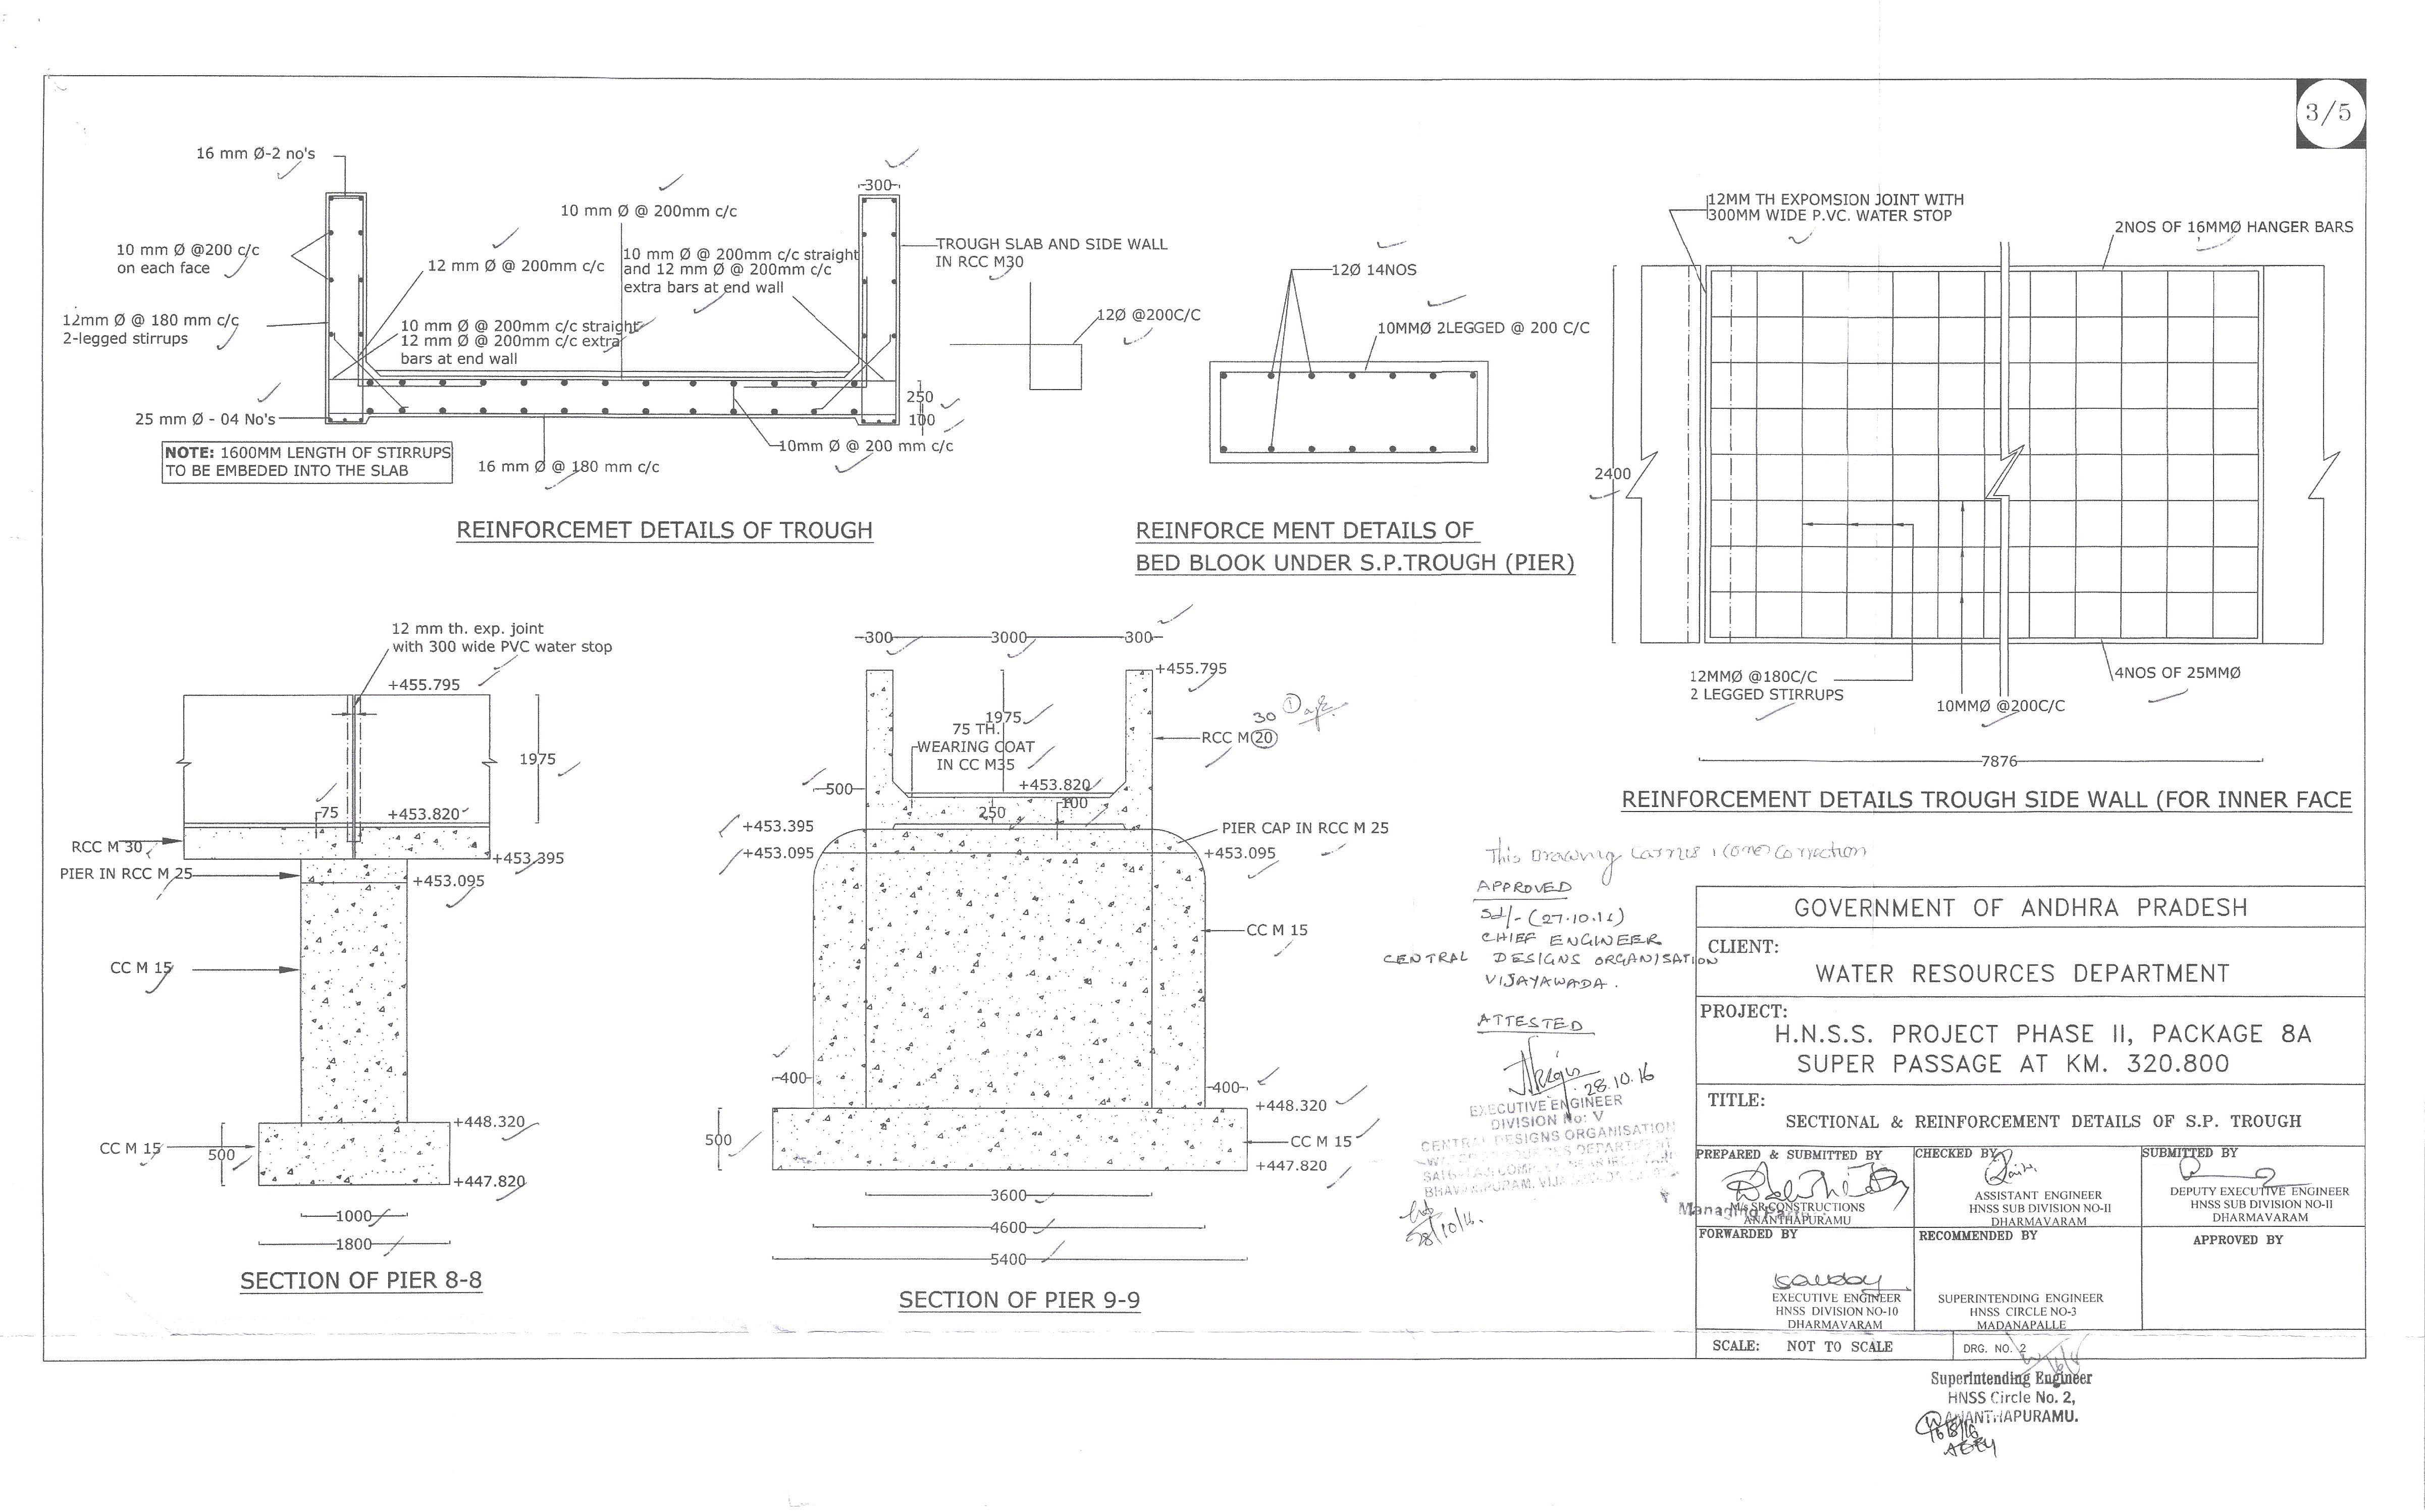 3/5
16 mm Ø-2 no's
10 mm Ø @200 c/c
on each face
12mm Ø @ 180 mm c/c
2-legged stirrups
25 mm Ø - 04 No's
NOTE: 1600MM LENGTH OF STIRRUPS
TO BE EMBEDED INTO THE SLAB
10 mm Ø @ 200mm c/c
12 mm Ø @ 200mm c/c
10 mm Ø @ 200mm c/c straight
and 12 mm Ø @ 200mm c/c
extra bars at end wall
10 mm Ø @ 200mm c/c straight
12 mm Ø @ 200mm c/c extra
bars at end wall
300
TROUGH SLAB AND SIDE WALL
IN RCC M30
250
100
10mm Ø @ 200 mm c/c
16 mm Ø @ 180 mm c/c
REINFORCEMET DETAILS OF TROUGH
12Ø @200C/C
12Ø 14NOS
10MMØ 2LEGGED @ 200 C/C
REINFORCE MENT DETAILS OF
BED BLOOK UNDER S.P.TROUGH (PIER)
12MM TH EXPOMSION JOINT WITH
300MM WIDE P.VC. WATER STOP
2NOS OF 16MMØ HANGER BARS
2400
12MMØ @180C/C
2 LEGGED STIRRUPS
10MMØ @200C/C
4NOS OF 25MMØ
7876
REINFORCEMENT DETAILS TROUGH SIDE WALL (FOR INNER FACE
12 mm th. exp. joint
with 300 wide PVC water stop
+455.795
1975
75
+453.820
RCC M 30
+453.395
PIER IN RCC M 25
+453.095
CC M 15
+448.320
CC M 15
500
+447.820
1000
1800
SECTION OF PIER 8-8
300
3000
300
+455.795
1975
75 TH.
WEARING COAT
IN CC M35
30
1
RCC M 20
500
+453.820
250
100
+453.395
PIER CAP IN RCC M 25
+453.095
+453.095
CC M 15
400
400
+448.320
500
CC M 15
+447.820
3600
4600
5400
SECTION OF PIER 9-9
This Drawing Carries 1 (one) Correction
APPROVED
Sd/- (27.10.16)
CHIEF ENGINEER
CENTRAL DESIGNS ORGANISATION
VIJAYAWADA.
ATTESTED
28.10.16
EXECUTIVE ENGINEER
DIVISION No: V
CENTRAL DESIGNS ORGANISATION
28/10/16.
GOVERNMENT OF ANDHRA PRADESH
CLIENT:
WATER RESOURCES DEPARTMENT
PROJECT:
H.N.S.S. PROJECT PHASE II, PACKAGE 8A
SUPER PASSAGE AT KM. 320.800
TITLE:
SECTIONAL & REINFORCEMENT DETAILS OF S.P. TROUGH
PREPARED & SUBMITTED BY
M/s SR CONSTRUCTIONS
ANANTHAPURAMU
Managing
CHECKED BY
ASSISTANT ENGINEER
HNSS SUB DIVISION NO-II
DHARMAVARAM
SUBMITTED BY
DEPUTY EXECUTIVE ENGINEER
HNSS SUB DIVISION NO-II
DHARMAVARAM
FORWARDED BY
EXECUTIVE ENGINEER
HNSS DIVISION NO-10
DHARMAVARAM
RECOMMENDED BY
SUPERINTENDING ENGINEER
HNSS CIRCLE NO-3
MADANAPALLE
APPROVED BY
SCALE: NOT TO SCALE
DRG. NO. 2
Superintending Engineer
HNSS Circle No. 2,
ANANTHAPURAMU.